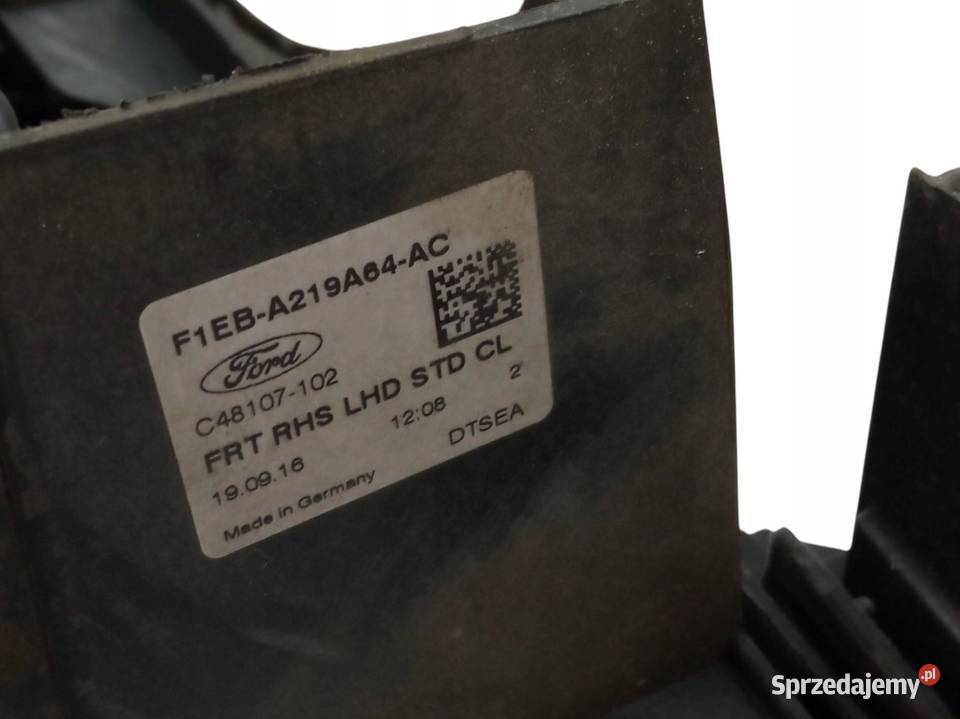 F1EB-A219A64-AC
Ford
C48107-102
FRT RHS LHD STD CL
19.09.16 12:08 2
Made in Germany DTSEA
Sprzedajemy.pl